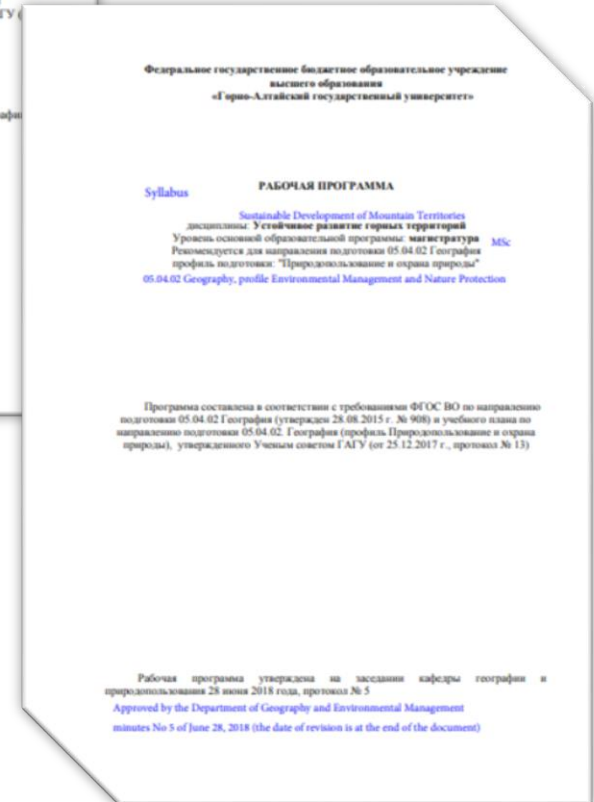 ГУ (
афи
Федеральное государственное бюджетное образовательное учреждение
высшего образования
«Горно-Алтайский государственный университет»
РАБОЧАЯ ПРОГРАММА
Syllabus
Sustainable Development of Mountain Territories
дисциплины: Устойчивое развитие горных территорий
Уровень основной образовательной программы: магистратура MSc
Рекомендуется для направления подготовки 05.04.02 География
профиль подготовки: "Природопользование и охрана природы"
05.04.02 Geography, profile Environmental Management and Nature Protection
Программа составлена в соответствии с требованиями ФГОС ВО по направлению
подготовки 05.04.02 География (утвержден 28.08.2015 г. № 908) и учебного плана по
направлению подготовки 05.04.02. География (профиль Природопользование и охрана
природы), утвержденного Ученым советом ГАГУ (от 25.12.2017 г., протокол № 13)
Рабочая программа утверждена на заседании кафедры географии и
природопользования 28 июня 2018 года, протокол № 5
Approved by the Department of Geography and Environmental Management
minutes No 5 of June 28, 2018 (the date of revision is at the end of the document)